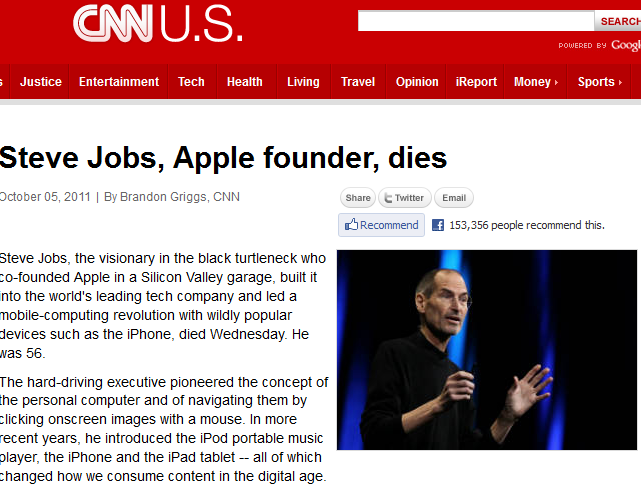 CNN U.S.
SEARCH
POWERED BY Google
Justice Entertainment Tech Health Living Travel Opinion iReport Money › Sports ›
Steve Jobs, Apple founder, dies
October 05, 2011 | By Brandon Griggs, CNN
Share Twitter Email
Recommend 153,356 people recommend this.
Steve Jobs, the visionary in the black turtleneck who
co-founded Apple in a Silicon Valley garage, built it
into the world's leading tech company and led a
mobile-computing revolution with wildly popular
devices such as the iPhone, died Wednesday. He
was 56.
The hard-driving executive pioneered the concept of
the personal computer and of navigating them by
clicking onscreen images with a mouse. In more
recent years, he introduced the iPod portable music
player, the iPhone and the iPad tablet -- all of which
changed how we consume content in the digital age.